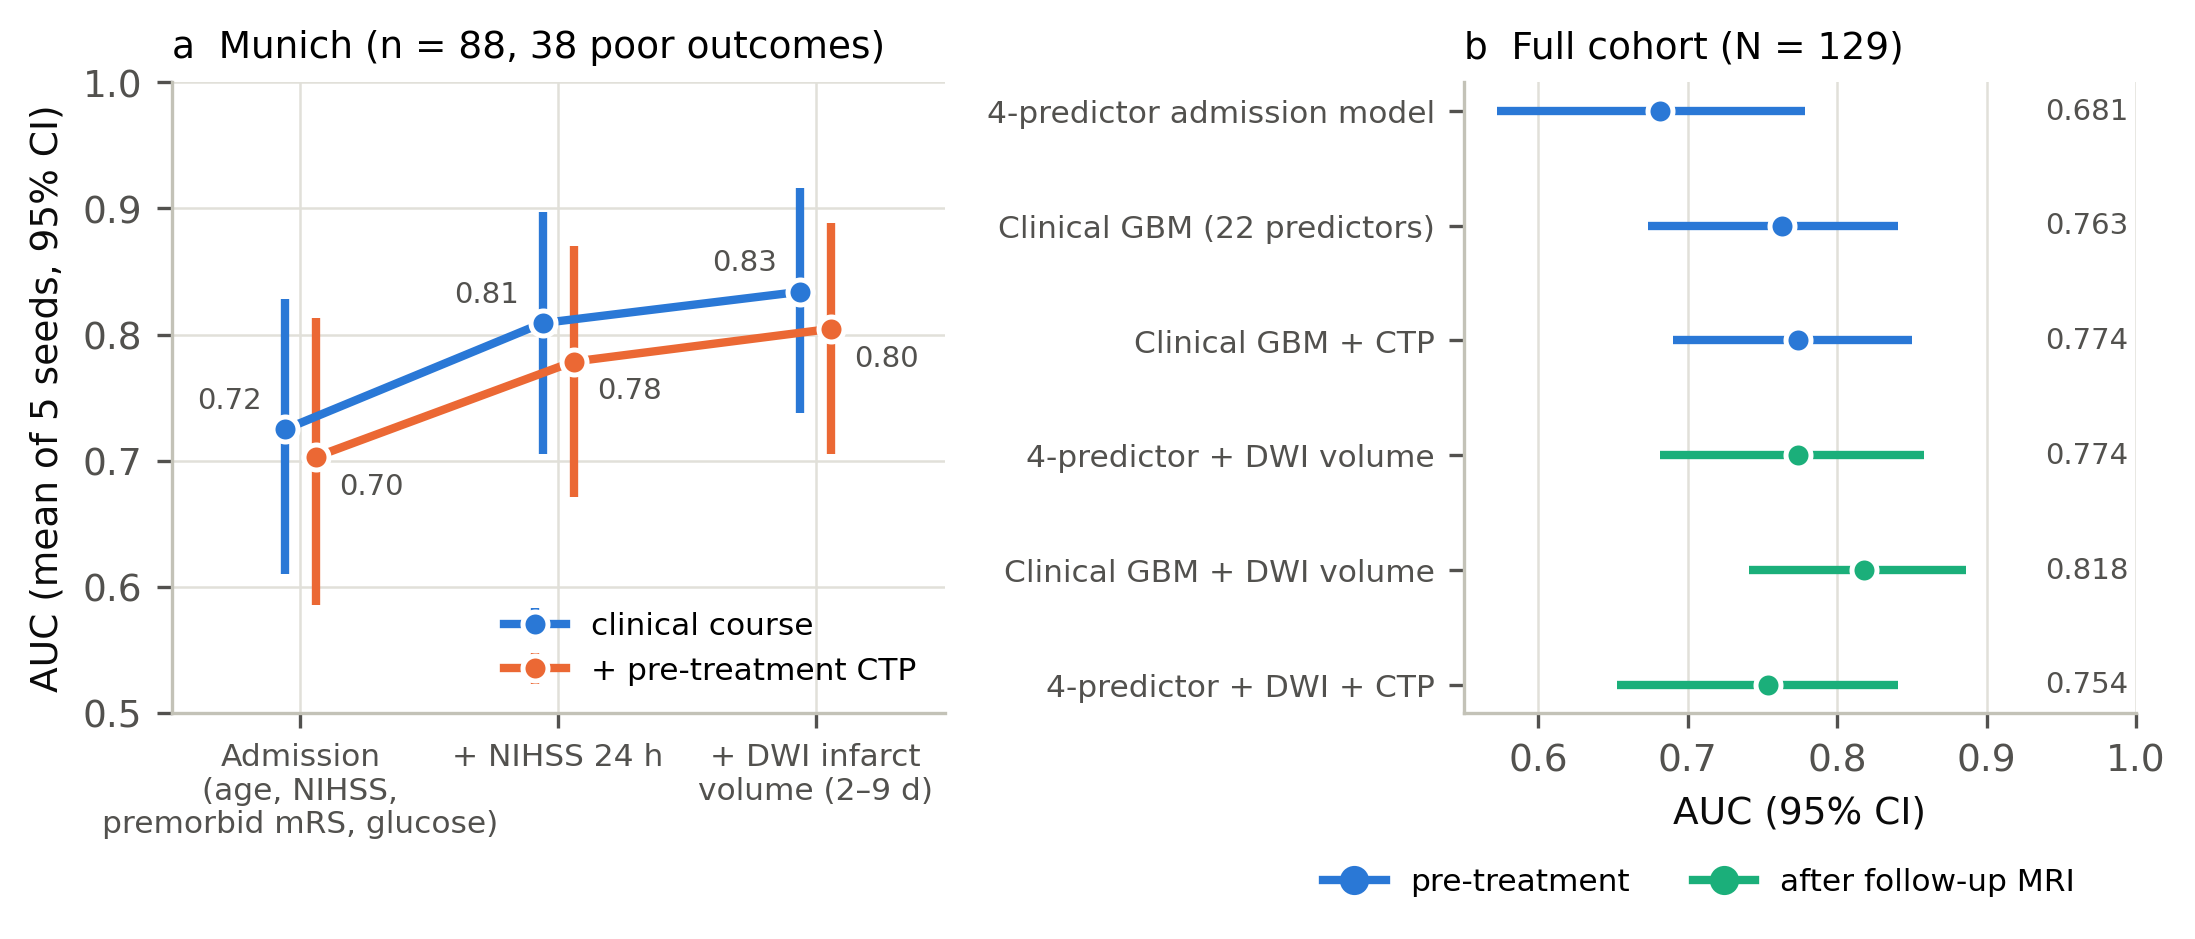 a  Munich (n = 88, 38 poor outcomes)
AUC (mean of 5 seeds, 95% CI)
1.0
0.9
0.8
0.7
0.6
0.5
0.72
0.81
0.83
0.70
0.78
0.80
clinical course
+ pre-treatment CTP
Admission
(age, NIHSS,
premorbid mRS, glucose)
+ NIHSS 24 h
+ DWI infarct
volume (2–9 d)
b  Full cohort (N = 129)
4-predictor admission model
0.681
Clinical GBM (22 predictors)
0.763
Clinical GBM + CTP
0.774
4-predictor + DWI volume
0.774
Clinical GBM + DWI volume
0.818
4-predictor + DWI + CTP
0.754
0.6
0.7
0.8
0.9
1.0
AUC (95% CI)
pre-treatment
after follow-up MRI